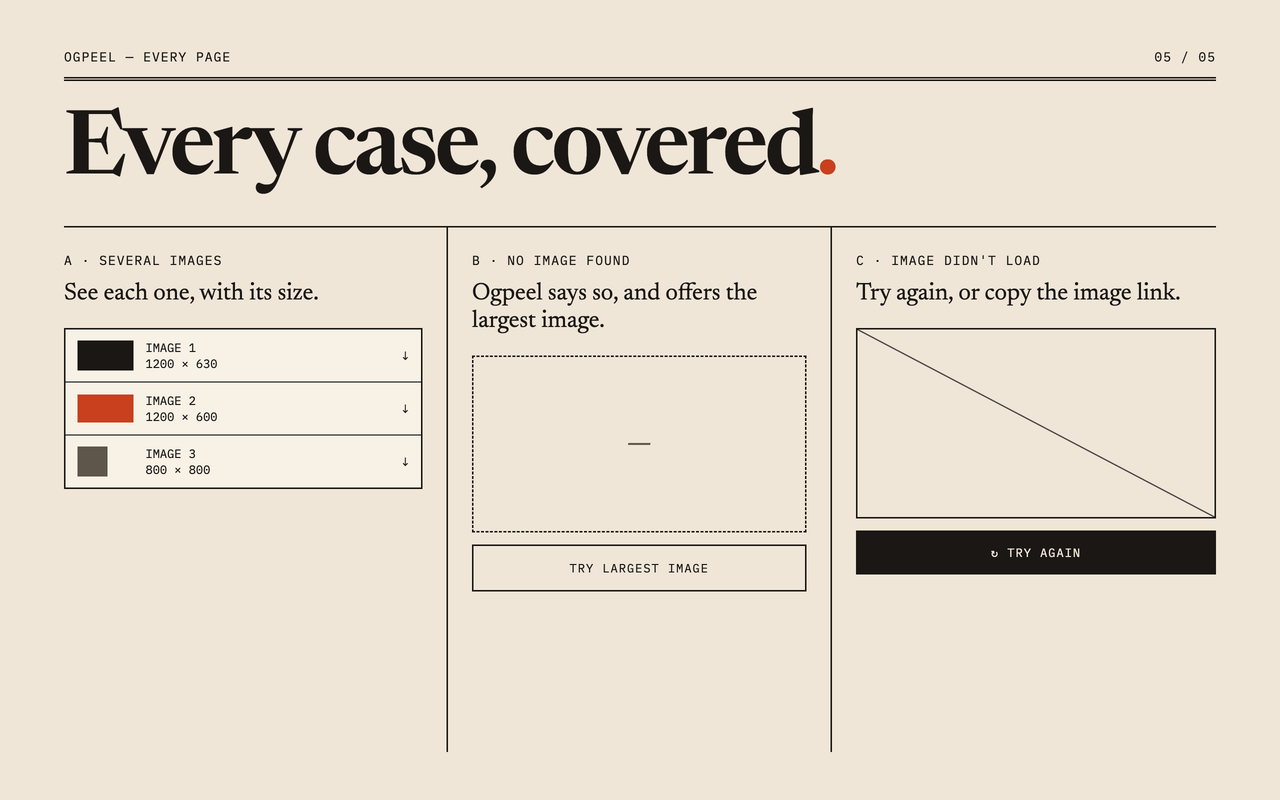 OGPEEL — EVERY PAGE
05 / 05
Every case, covered.
A · SEVERAL IMAGES
See each one, with its size.
IMAGE 1
1200 × 630
↓
IMAGE 2
1200 × 600
↓
IMAGE 3
800 × 800
↓
B · NO IMAGE FOUND
Ogpeel says so, and offers the
largest image.
—
TRY LARGEST IMAGE
C · IMAGE DIDN'T LOAD
Try again, or copy the image link.
↻ TRY AGAIN